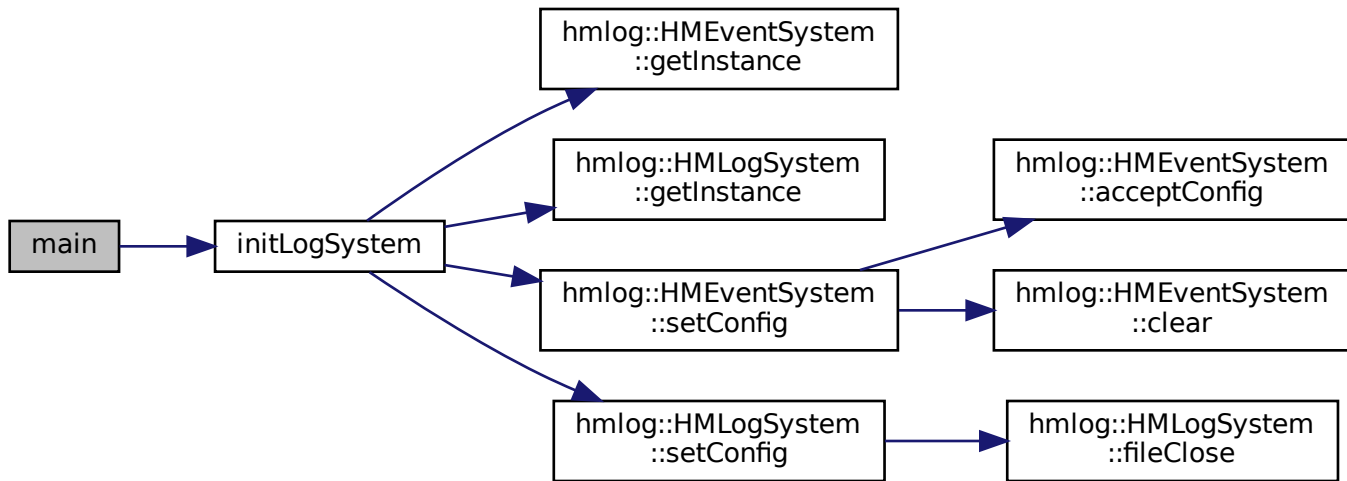 hmlog::HMEventSystem
::getInstance
hmlog::HMLogSystem
::getInstance
hmlog::HMEventSystem
::acceptConfig
main
initLogSystem
hmlog::HMEventSystem
::setConfig
hmlog::HMEventSystem
::clear
hmlog::HMLogSystem
::setConfig
hmlog::HMLogSystem
::fileClose